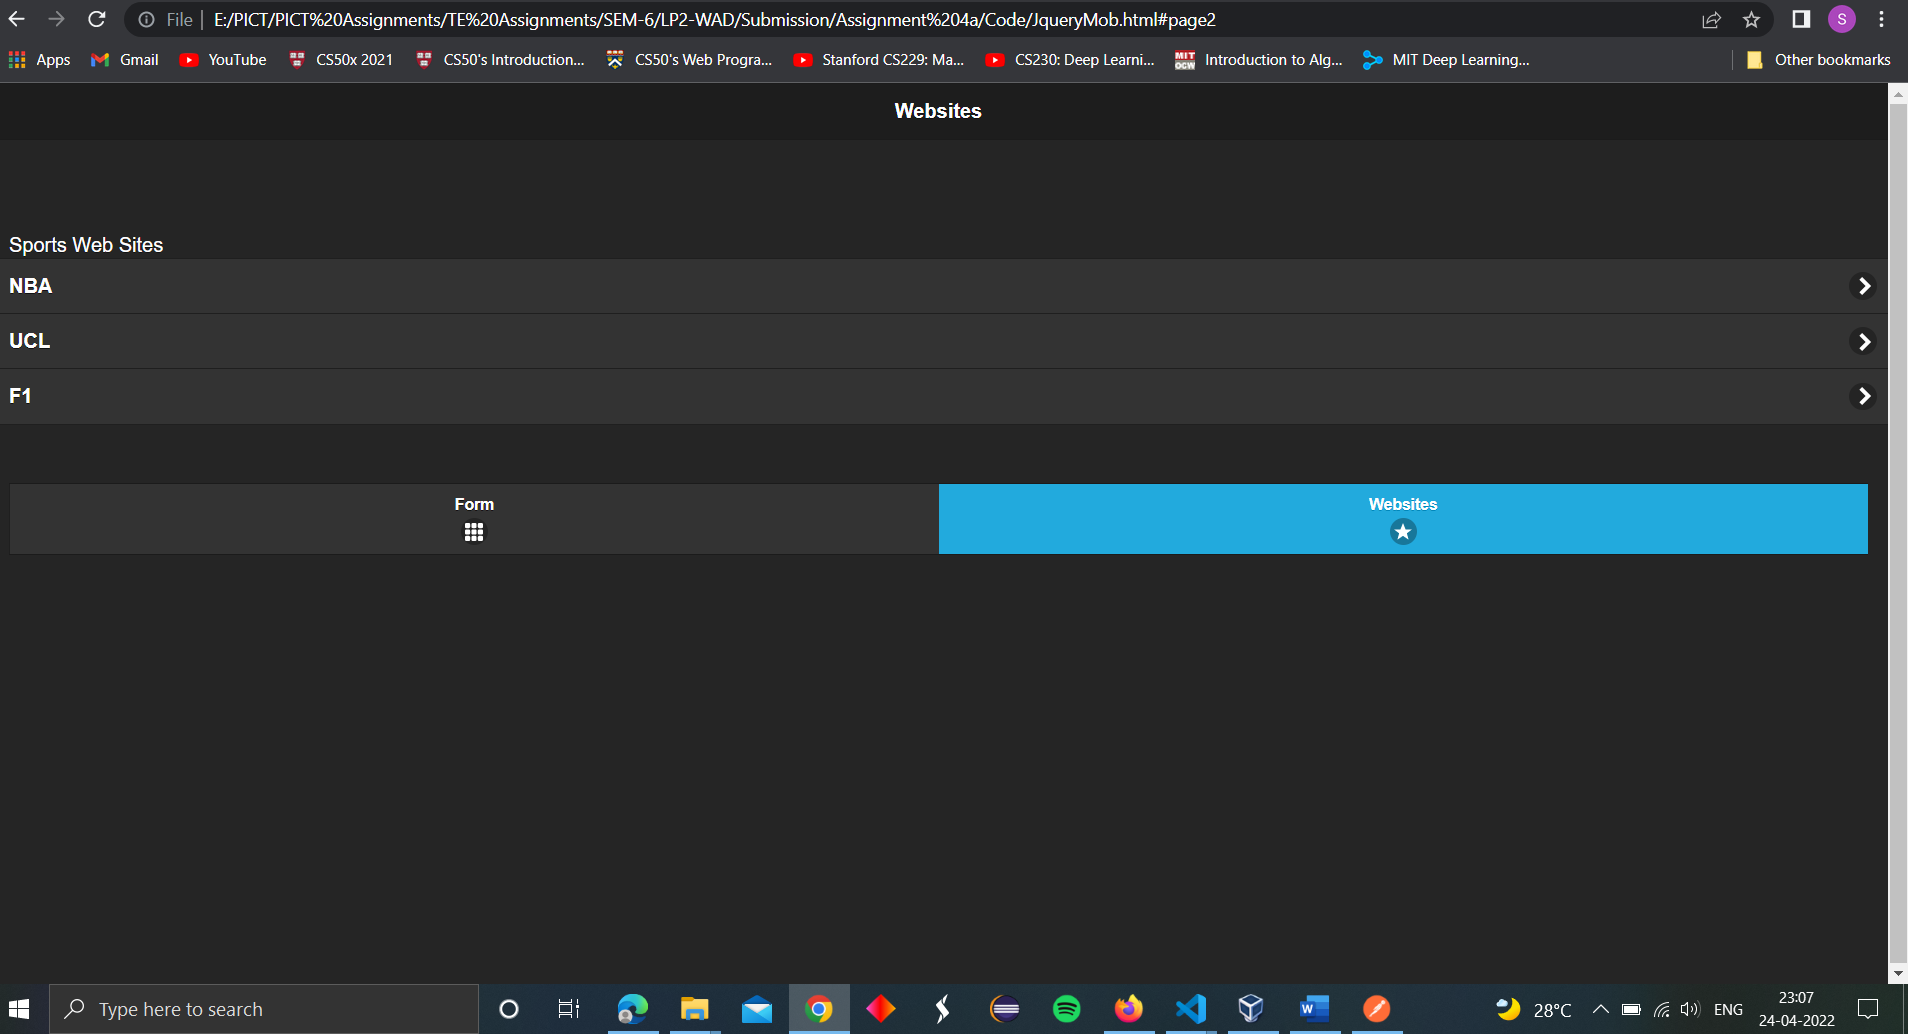 File | E:/PICT/PICT%20Assignments/TE%20Assignments/SEM-6/LP2-WAD/Submission/Assignment%204a/Code/JqueryMob.html#page2 S
Apps Gmail YouTube CS50x 2021 CS50's Introduction... CS50's Web Progra... Stanford CS229: Ma... CS230: Deep Learni... MIT OCW Introduction to Alg... MIT Deep Learning... Other bookmarks
Websites
Sports Web Sites
NBA
UCL
F1
Form Websites
Type here to search W 28°C ENG 23:07
24-04-2022